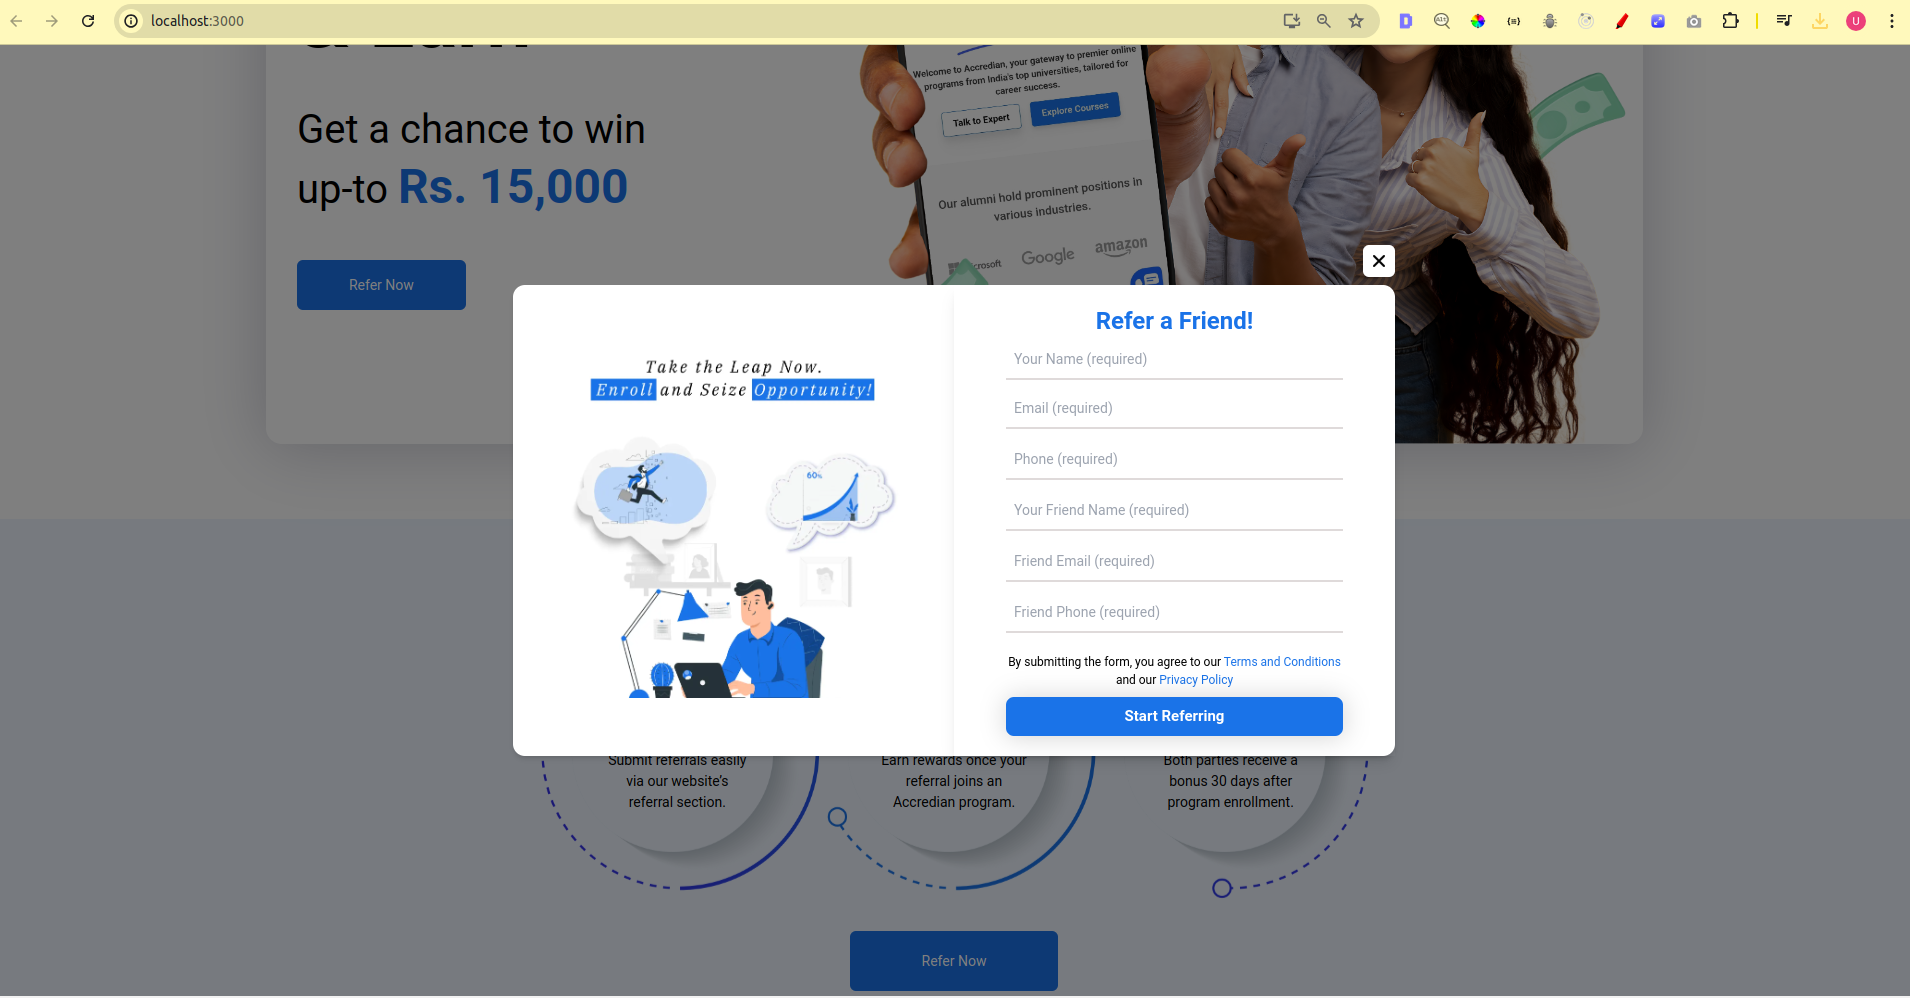 localhost:3000
Get a chance to win
up-to Rs. 15,000
Refer Now
Welcome to Accredian, your gateway to premier online
programs from India's top universities, tailored for
career success.
Talk to Expert
Explore Courses
Our alumni hold prominent positions in
various industries.
Google
amazon
Take the Leap Now.
Enroll and Seize Opportunity!
60%
Refer a Friend!
Your Name (required)
Email (required)
Phone (required)
Your Friend Name (required)
Friend Email (required)
Friend Phone (required)
By submitting the form, you agree to our Terms and Conditions
and our Privacy Policy
Start Referring
Submit referrals easily
via our website's
referral section.
Earn rewards once your
referral joins an
Accredian program.
Both parties receive a
bonus 30 days after
program enrollment.
Refer Now
U